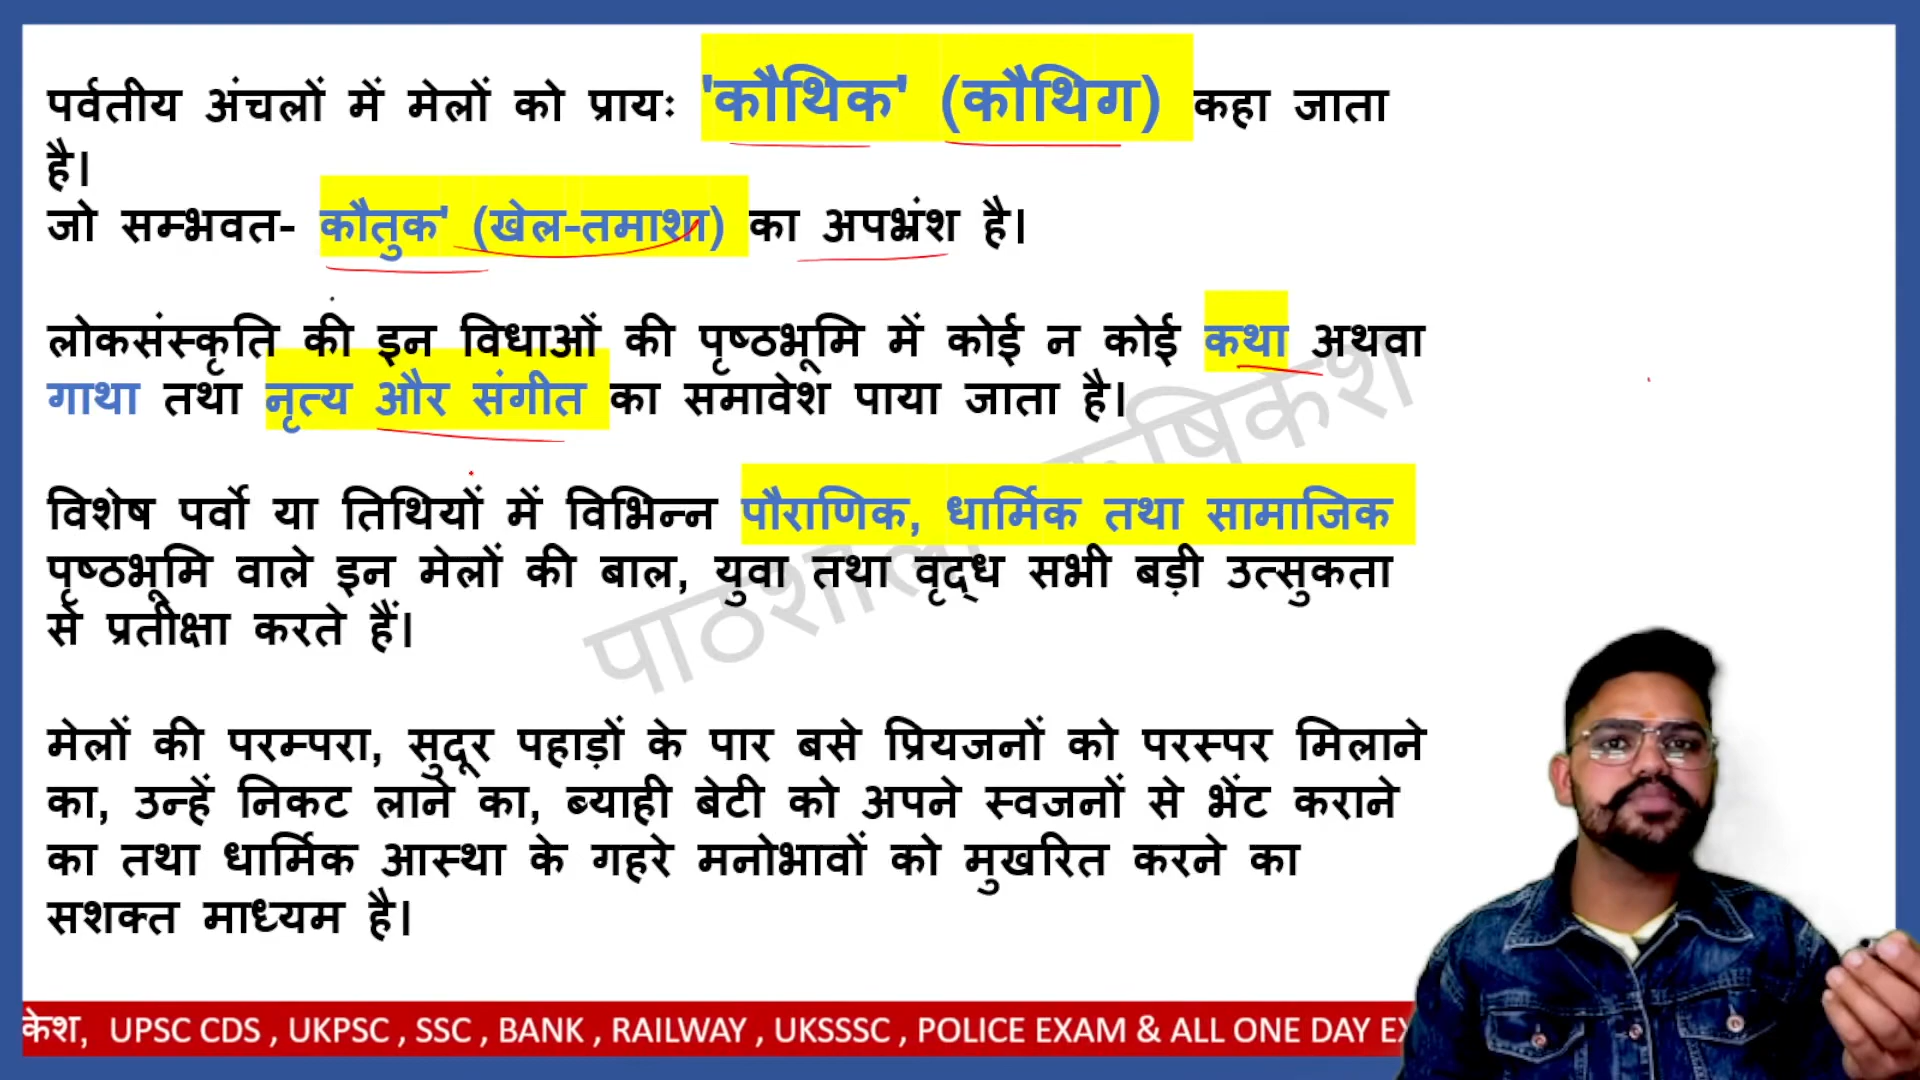 पर्वतीय अंचलों में मेलों को प्रायः 'कौथिक' (कौथिग) कहा जाता
है।
जो सम्भवत- कौतुक' (खेल-तमाशा) का अपभ्रंश है।
लोकसंस्कृति की इन विधाओं की पृष्ठभूमि में कोई न कोई कथा अथवा
गाथा तथा नृत्य और संगीत का समावेश पाया जाता है।
विशेष पर्वो या तिथियों में विभिन्न पौराणिक, धार्मिक तथा सामाजिक
पृष्ठभूमि वाले इन मेलों की बाल, युवा तथा वृद्ध सभी बड़ी उत्सुकता
से प्रतीक्षा करते हैं।
मेलों की परम्परा, सुदूर पहाड़ों के पार बसे प्रियजनों को परस्पर मिलाने
का, उन्हें निकट लाने का, ब्याही बेटी को अपने स्वजनों से भेंट कराने
का तथा धार्मिक आस्था के गहरे मनोभावों को मुखरित करने का
सशक्त माध्यम है।
केश, UPSC CDS , UKPSC , SSC , BANK , RAILWAY , UKSSSC , POLICE EXAM & ALL ONE DAY